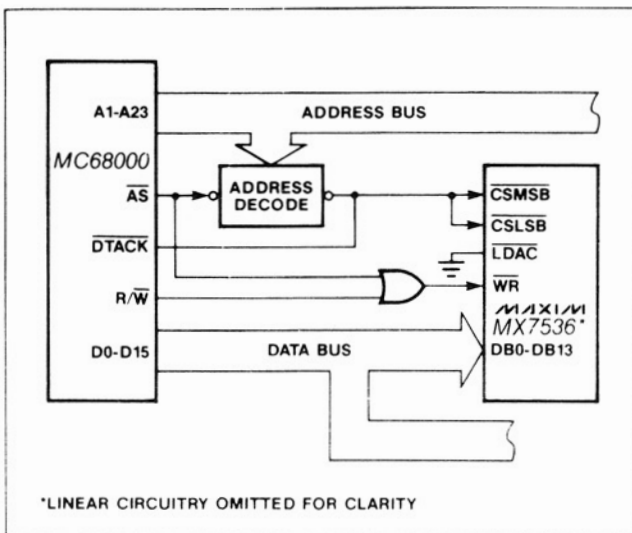 A1-A23
ADDRESS BUS
MC68000
AS
ADDRESS
DECODE
CSMSB
CSLSB
DTACK
LDAC
R/W
WR
MAXIM
MX7536*
D0-D15
DATA BUS
DB0-DB13
*LINEAR CIRCUITRY OMITTED FOR CLARITY